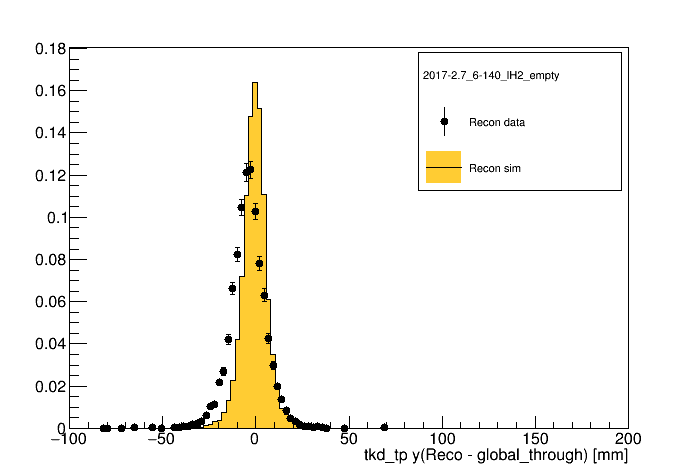 0.18
0.16
0.14
0.12
0.1
0.08
0.06
0.04
0.02
0
−100 −50 0 50 100 150 200
tkd_tp y(Reco - global_through) [mm]
2017-2.7_6-140_lH2_empty
Recon data
Recon sim